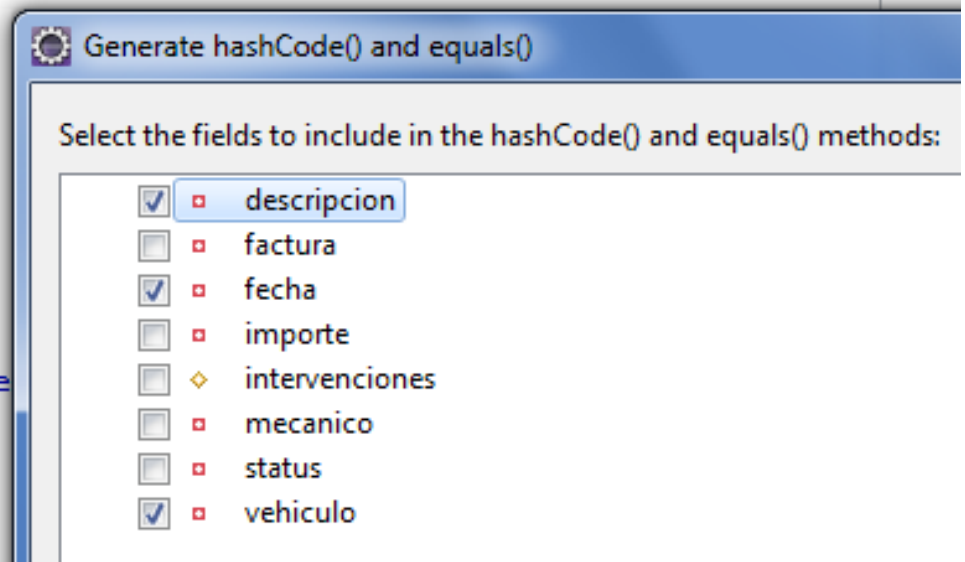 Generate hashCode() and equals()
Select the fields to include in the hashCode() and equals() methods:
descripcion
factura
fecha
importe
intervenciones
mecanico
status
vehiculo